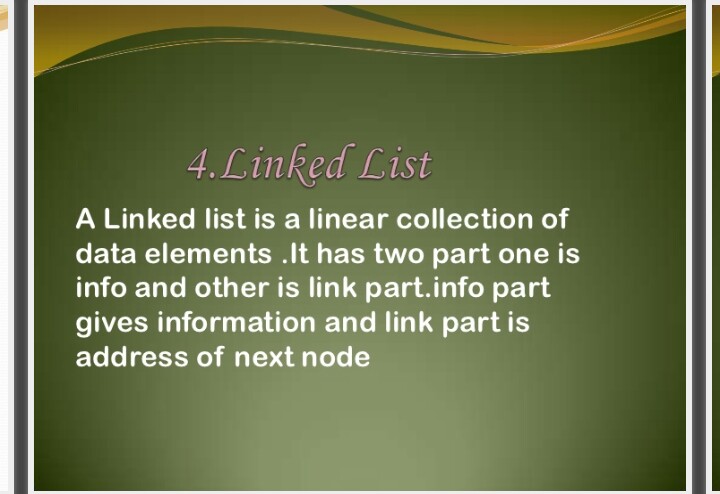 4.Linked List
A Linked list is a linear collection of
data elements .It has two part one is
info and other is link part.info part
gives information and link part is
address of next node